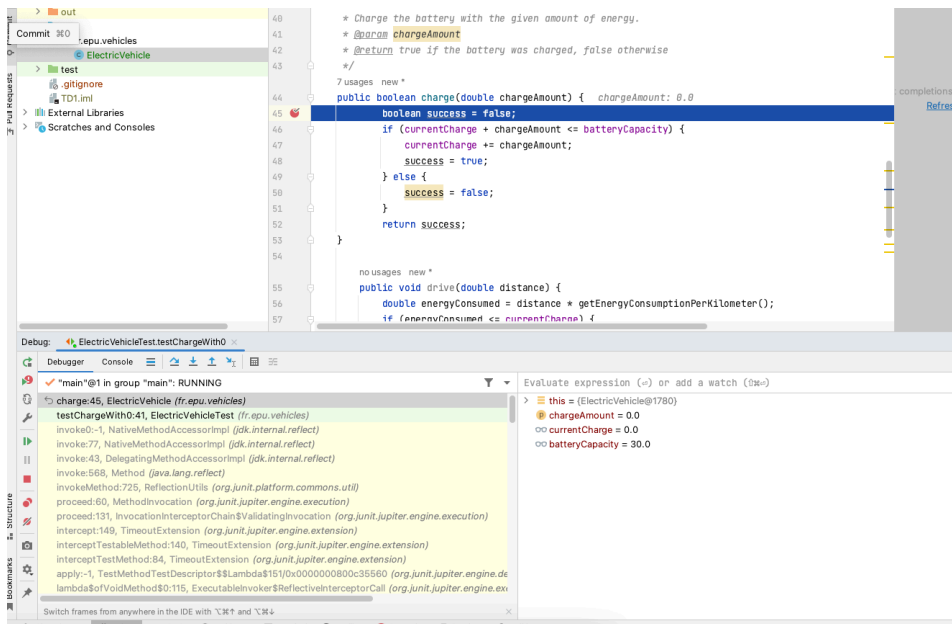 out
Commit ⌘0
r.epu.vehicles
ElectricVehicle
test
.gitignore
TD1.iml
External Libraries
Scratches and Consoles
Pull Requests
40 * Charge the battery with the given amount of energy.
41 * @param chargeAmount
42 * @return true if the battery was charged, false otherwise
43 */
7 usages new *
44 public boolean charge(double chargeAmount) { chargeAmount: 0.0
45 boolean success = false;
46 if (currentCharge + chargeAmount <= batteryCapacity) {
47 currentCharge += chargeAmount;
48 success = true;
49 } else {
50 success = false;
51 }
52 return success;
53 }
54
no usages new *
55 public void drive(double distance) {
56 double energyConsumed = distance * getEnergyConsumptionPerKilometer();
57 if (energyConsumed <= currentCharge) {
completions
Refres
Debug: ElectricVehicleTest.testChargeWith0
Debugger Console
"main"@1 in group "main": RUNNING
charge:45, ElectricVehicle (fr.epu.vehicles)
testChargeWith0:41, ElectricVehicleTest (fr.epu.vehicles)
invoke0:-1, NativeMethodAccessorImpl (jdk.internal.reflect)
invoke:77, NativeMethodAccessorImpl (jdk.internal.reflect)
invoke:43, DelegatingMethodAccessorImpl (jdk.internal.reflect)
invoke:568, Method (java.lang.reflect)
invokeMethod:725, ReflectionUtils (org.junit.platform.commons.util)
proceed:60, MethodInvocation (org.junit.jupiter.engine.execution)
proceed:131, InvocationInterceptorChain$ValidatingInvocation (org.junit.jupiter.engine.execution)
intercept:149, TimeoutExtension (org.junit.jupiter.engine.extension)
interceptTestableMethod:140, TimeoutExtension (org.junit.jupiter.engine.extension)
interceptTestMethod:84, TimeoutExtension (org.junit.jupiter.engine.extension)
apply:-1, TestMethodTestDescriptor$$Lambda$151/0x0000000800c35560 (org.junit.jupiter.engine.de
lambda$ofVoidMethod$0:115, ExecutableInvoker$ReflectiveInterceptorCall (org.junit.jupiter.engine.exe
Switch frames from anywhere in the IDE with ⌥⌘↑ and ⌥⌘↓
Evaluate expression (⏎) or add a watch (⇧⌘⏎)
this = {ElectricVehicle@1780}
chargeAmount = 0.0
currentCharge = 0.0
batteryCapacity = 30.0
Structure
Bookmarks